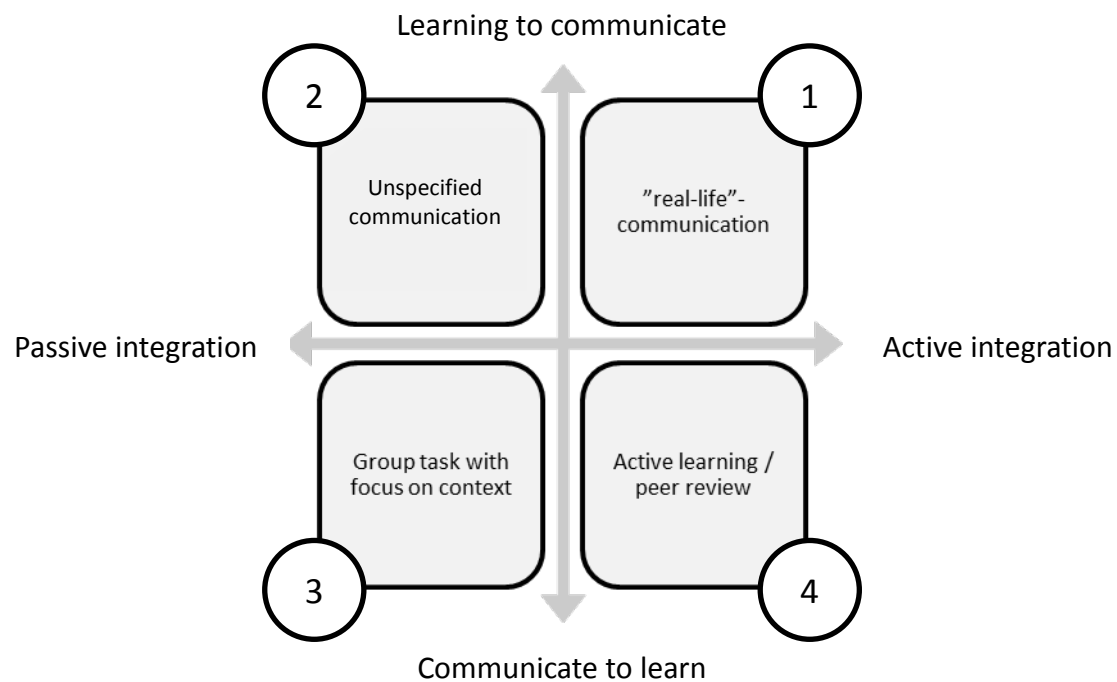 Learning to communicate
2
1
Unspecified
communication
”real-life”-
communication
Passive integration
Active integration
Group task with
focus on context
Active learning /
peer review
3
4
Communicate to learn